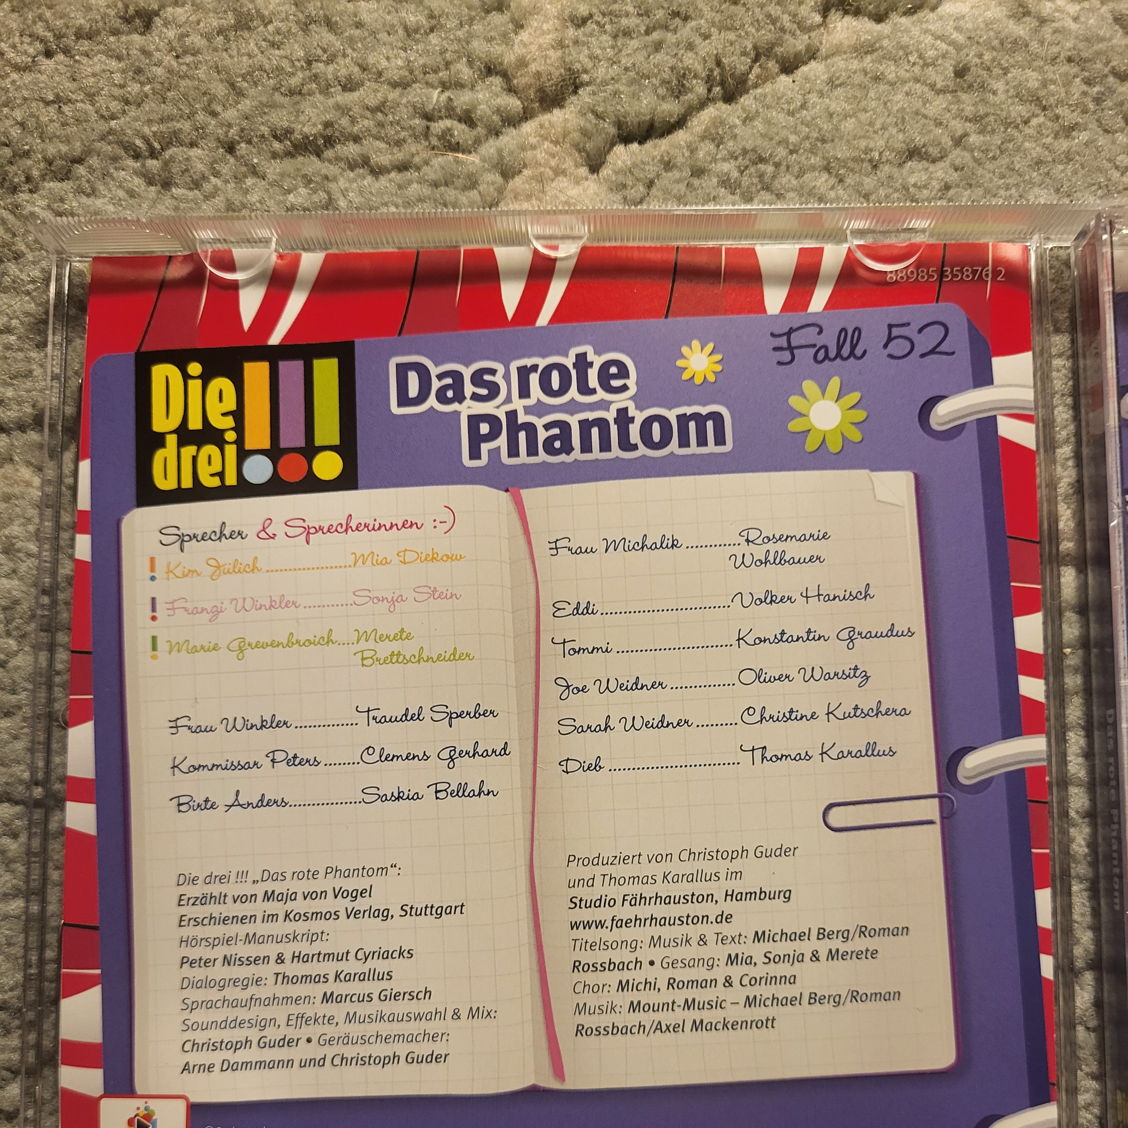 88985 35876 2
Fall 52
Die
drei !!!
Das rote
Phantom
Sprecher & Sprecherinnen :-)
! Kim Jülich ....................Mia Diekow
! Franzi Winkler ...........Sonja Stein
! Marie Grevenbroich....Merete
Brettschneider
Frau Winkler ..............Traudel Sperber
Kommissar Peters ........Clemens Gerhard
Birte Anders................Saskia Bellahn
Die drei !!! „Das rote Phantom“:
Erzählt von Maja von Vogel
Erschienen im Kosmos Verlag, Stuttgart
Hörspiel-Manuskript:
Peter Nissen & Hartmut Cyriacks
Dialogregie: Thomas Karallus
Sprachaufnahmen: Marcus Giersch
Sounddesign, Effekte, Musikauswahl & Mix:
Christoph Guder • Geräuschemacher:
Arne Dammann und Christoph Guder
Frau Michalik ............Rosemarie
Wohlbauer
Eddi.............................Volker Hanisch
Tommi ..........................Konstantin Graudus
Joe Weidner ...............Oliver Warsitz
Sarah Weidner .........Christine Kutschera
Dieb .............................Thomas Karallus
Produziert von Christoph Guder
und Thomas Karallus im
Studio Fährhauston, Hamburg
www.faehrhauston.de
Titelsong: Musik & Text: Michael Berg/Roman
Rossbach • Gesang: Mia, Sonja & Merete
Chor: Michi, Roman & Corinna
Musik: Mount-Music – Michael Berg/Roman
Rossbach/Axel Mackenrott
Das rote Phantom